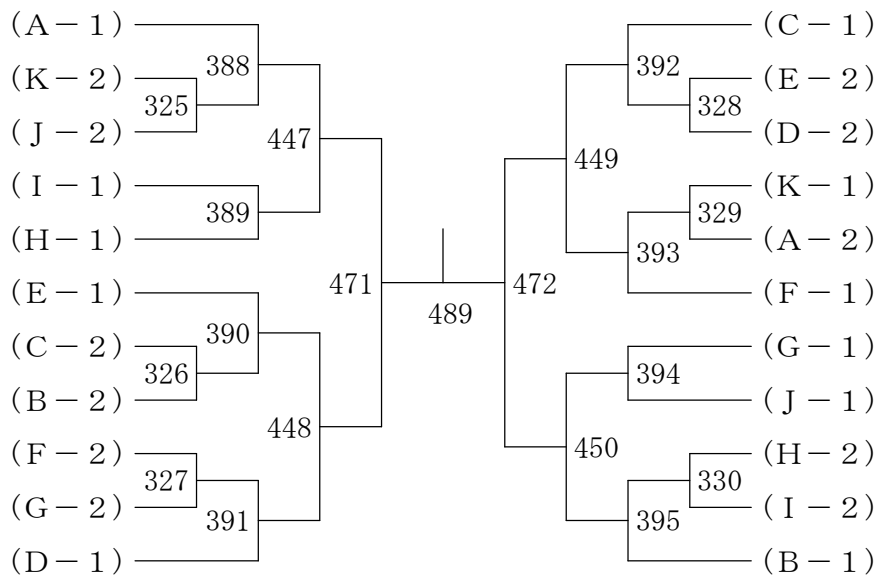 (A－1)
(C－1)
388
392
(K－2)
(E－2)
325
328
(J－2)
(D－2)
447
449
(I－1)
(K－1)
389
329
(H－1)
(A－2)
393
(E－1)
(F－1)
471
472
489
390
(C－2)
(G－1)
326
394
(B－2)
(J－1)
448
450
(F－2)
(H－2)
327
330
(G－2)
(I－2)
391
395
(D－1)
(B－1)